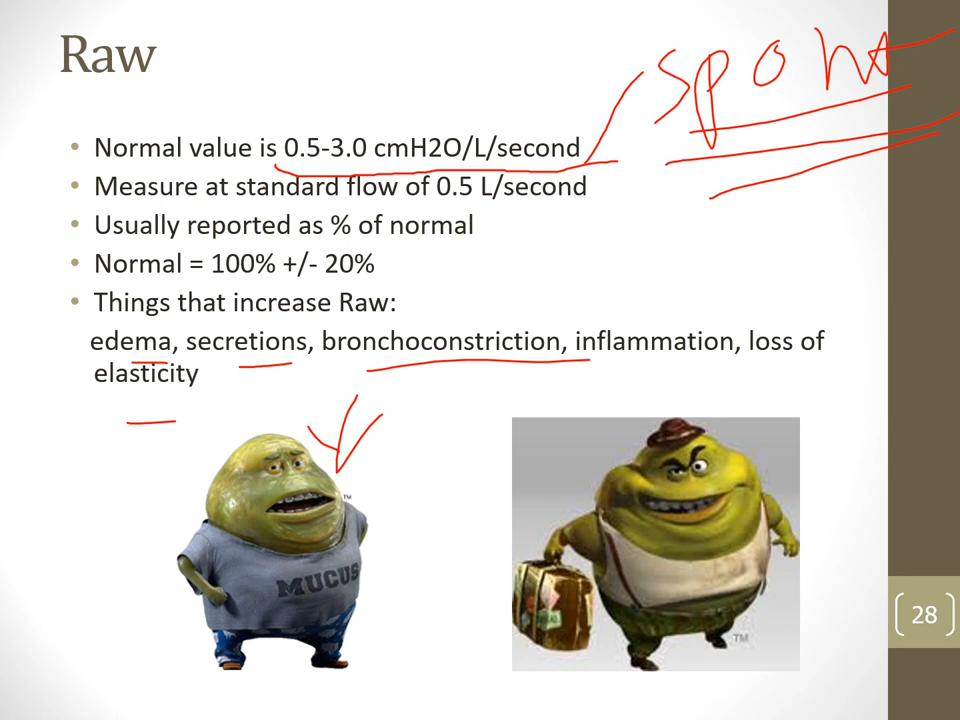 Raw
spont
• Normal value is 0.5-3.0 cmH2O/L/second
• Measure at standard flow of 0.5 L/second
• Usually reported as % of normal
• Normal = 100% +/- 20%
• Things that increase Raw:
edema, secretions, bronchoconstriction, inflammation, loss of
elasticity
™
MUCUS
TM
28